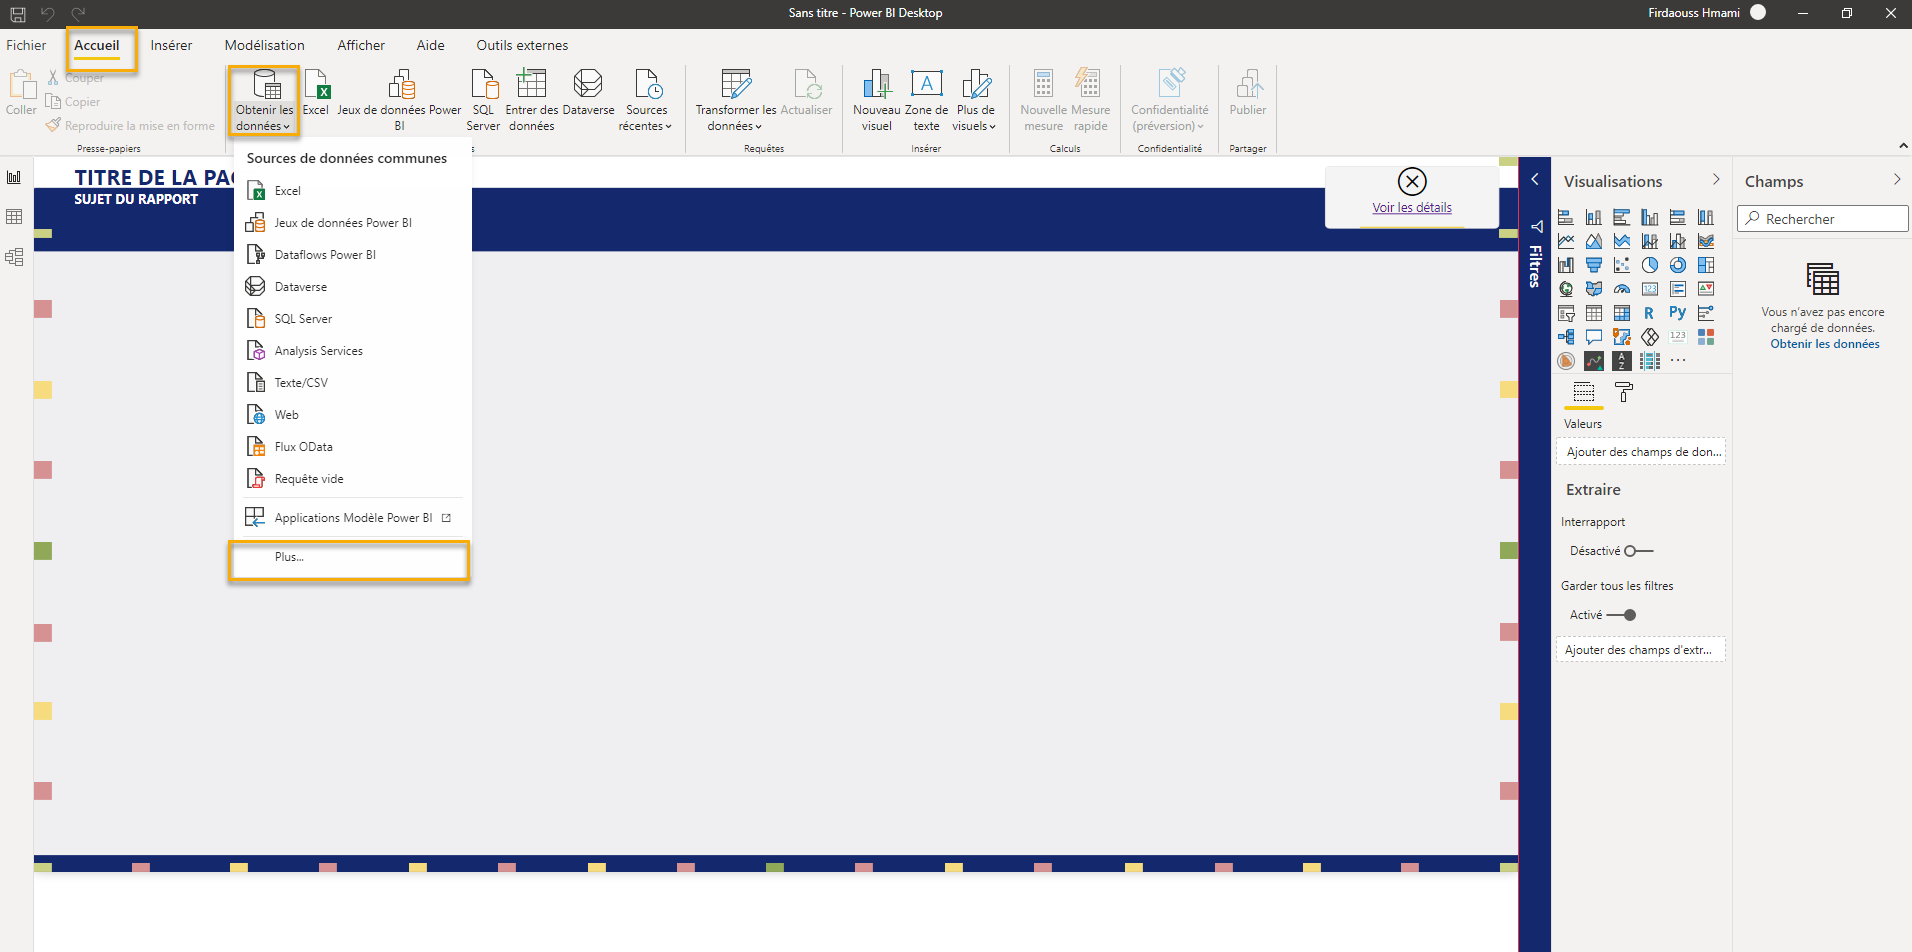 Sans titre - Power BI Desktop
Firdaouss Hmami
Fichier
Accueil
Insérer
Modélisation
Afficher
Aide
Outils externes
Coller
Couper
Copier
Reproduire la mise en forme
Presse-papiers
Obtenir les
données
Excel
Jeux de données Power
BI
SQL
Server
Entrer des
données
Dataverse
Sources
récentes
Transformer les
données
Actualiser
Requêtes
Nouveau
visuel
Zone de
texte
Plus de
visuels
Insérer
Nouvelle
mesure
Mesure
rapide
Calculs
Confidentialité
(préversion)
Confidentialité
Publier
Partager
Sources de données communes
Excel
Jeux de données Power BI
Dataflows Power BI
Dataverse
SQL Server
Analysis Services
Texte/CSV
Web
Flux OData
Requête vide
Applications Modèle Power BI
Plus...
TITRE DE LA PAG
SUJET DU RAPPORT
Voir les détails
Filtres
Visualisations
123
R
Py
123
A
Z
Valeurs
Ajouter des champs de don...
Extraire
Interrapport
Désactivé
Garder tous les filtres
Activé
Ajouter des champs d'extr...
Champs
Rechercher
Vous n'avez pas encore
chargé de données.
Obtenir les données